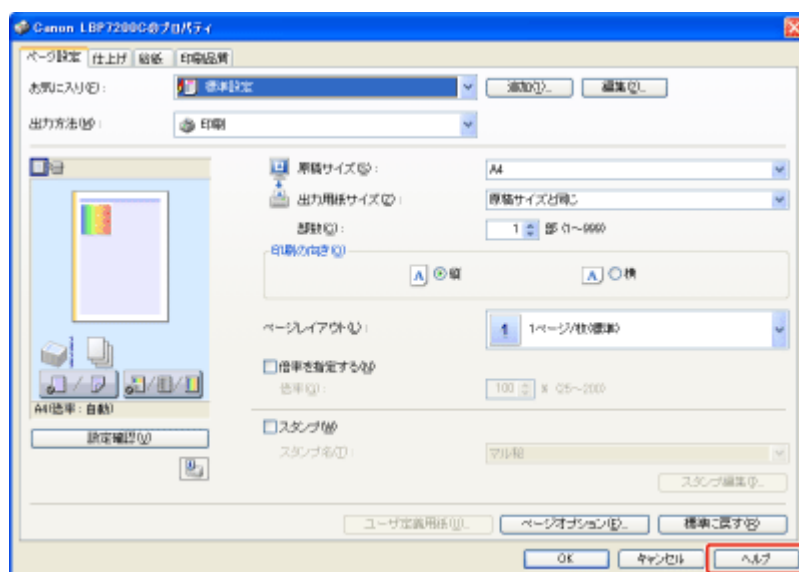 Canon LBP7200Cのプロパティ
ページ設定 仕上げ 給紙 印刷品質
お気に入り(F): 標準設定 追加(1)... 編集(2)...
出力方法(M): 印刷
原稿サイズ(S): A4
出力用紙サイズ(Z): 原稿サイズと同じ
部数(C): 1 部 (1~999)
印刷の向き(O)
A 縦 A 横
ページレイアウト(L): 1 1ページ/枚(標準)
倍率を指定する(N)
倍率(G): 100 % (25~200)
A4(倍率:自動)
設定確認(V)
スタンプ(W)
スタンプ名(T): マル秘
スタンプ編集(I)...
ユーザ定義用紙(U)... ページオプション(E)... 標準に戻す(R)
OK キャンセル ヘルプ